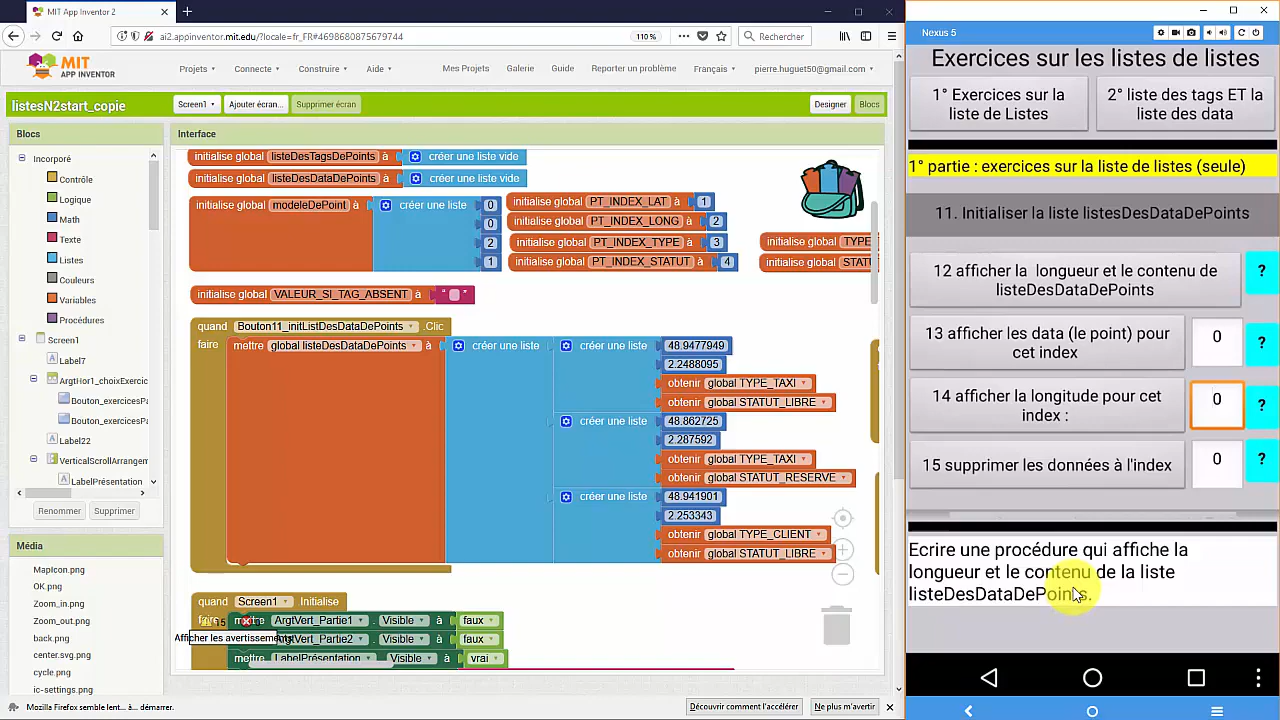 MIT App Inventor 2
ai2.appinventor.mit.edu/?locale=fr_FR#4698680875679744
110 %
Rechercher
MIT
APP INVENTOR
Projets
Connecte
Construire
Aide
Mes Projets
Galerie
Guide
Reporter un problème
Français
pierre.huguet50@gmail.com
listesN2start_copie
Screen1
Ajouter écran...
Supprimer écran
Designer
Blocs
Blocs
Incorporé
Contrôle
Logique
Math
Texte
Listes
Couleurs
Variables
Procédures
Screen1
Label7
ArgtHor1_choixExercic
Bouton_exercicesPa
Bouton_exercicesPa
Label22
VerticalScrollArrangem
LabelPrésentation
Renommer
Supprimer
Média
MapIcon.png
OK.png
Zoom_in.png
Zoom_out.png
back.png
center.svg.png
cycle.png
ic-settings.png
Interface
initialise global listeDesTagsDePoints à créer une liste vide
initialise global listeDesDataDePoints à créer une liste vide
initialise global modeleDePoint à créer une liste 0
0
2
1
initialise global PT_INDEX_LAT à 1
initialise global PT_INDEX_LONG à 2
initialise global PT_INDEX_TYPE à 3
initialise global PT_INDEX_STATUT à 4
initialise global TYPE
initialise global STATU
initialise global VALEUR_SI_TAG_ABSENT à " "
quand Bouton11_initListDesDataDePoints .Clic
faire mettre global listeDesDataDePoints à créer une liste créer une liste 48.9477949
2.2488095
obtenir global TYPE_TAXI
obtenir global STATUT_LIBRE
créer une liste 48.862725
2.287592
obtenir global TYPE_TAXI
obtenir global STATUT_RESERVE
créer une liste 48.941901
2.253343
obtenir global TYPE_CLIENT
obtenir global STATUT_LIBRE
quand Screen1 Initialise
faire mettre ArgtVert_Partie1 . Visible à faux
ArgtVert_Partie2 . Visible à faux
mettre LabelPrésentation . Visible à vrai
Afficher les avertissements
Mozilla Firefox semble lent... à... démarrer.
Découvrir comment l'accélérer
Ne plus m'avertir
Nexus 5
Exercices sur les listes de listes
1° Exercices sur la
liste de Listes
2° liste des tags ET la
liste des data
1° partie : exercices sur la liste de listes (seule)
11. Initialiser la liste listesDesDataDePoints
12 afficher la longueur et le contenu de
listeDesDataDePoints
?
13 afficher les data (le point) pour
cet index
0
?
14 afficher la longitude pour cet
index :
0
?
15 supprimer les données à l'index
0
?
Ecrire une procédure qui affiche la
longueur et le contenu de la liste
listeDesDataDePoints.